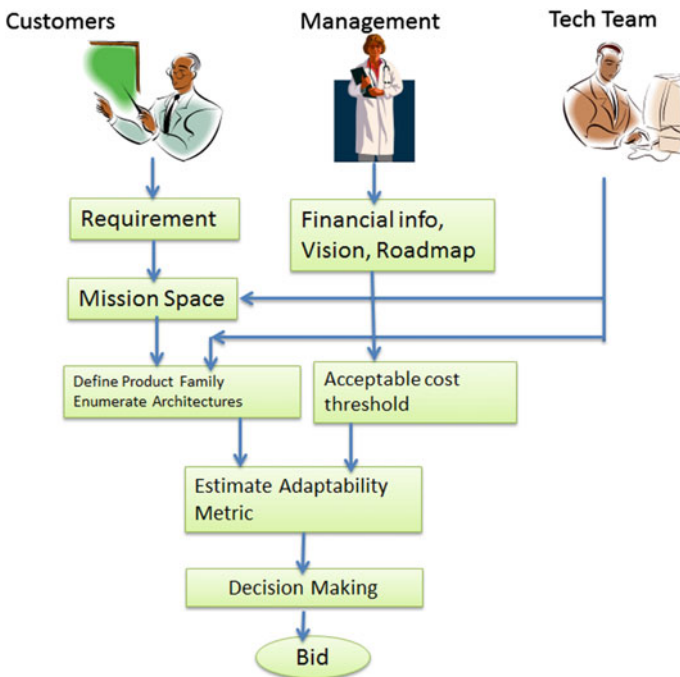 Customers
Management
Tech Team
Requirement
Financial info,
Vision, Roadmap
Mission Space
Define Product Family
Enumerate Architectures
Acceptable cost
threshold
Estimate Adaptability
Metric
Decision Making
Bid